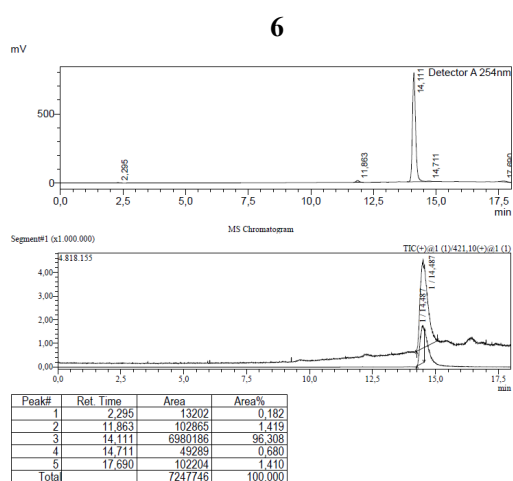 6
mV
Detector A 254nm
500
0
2,295
11,863
14,111
14,711
17,690
0,0 2,5 5,0 7,5 10,0 12,5 15,0 17,5
min
MS Chromatogram
Segment#1 (x1.000.000)
TIC(+)@1 (1)/421,10(+)@1 (1)
4.818.155
4,00
3,00
2,00
1,00
0,00
1 / 14,487
1 / 14,487
0,0 2,5 5,0 7,5 10,0 12,5 15,0 17,5
min
Peak# Ret. Time Area Area%
1 2,295 13202 0,182
2 11,863 102865 1,419
3 14,111 6980186 96,308
4 14,711 49289 0,680
5 17,690 102204 1,410
Total 7247746 100.000